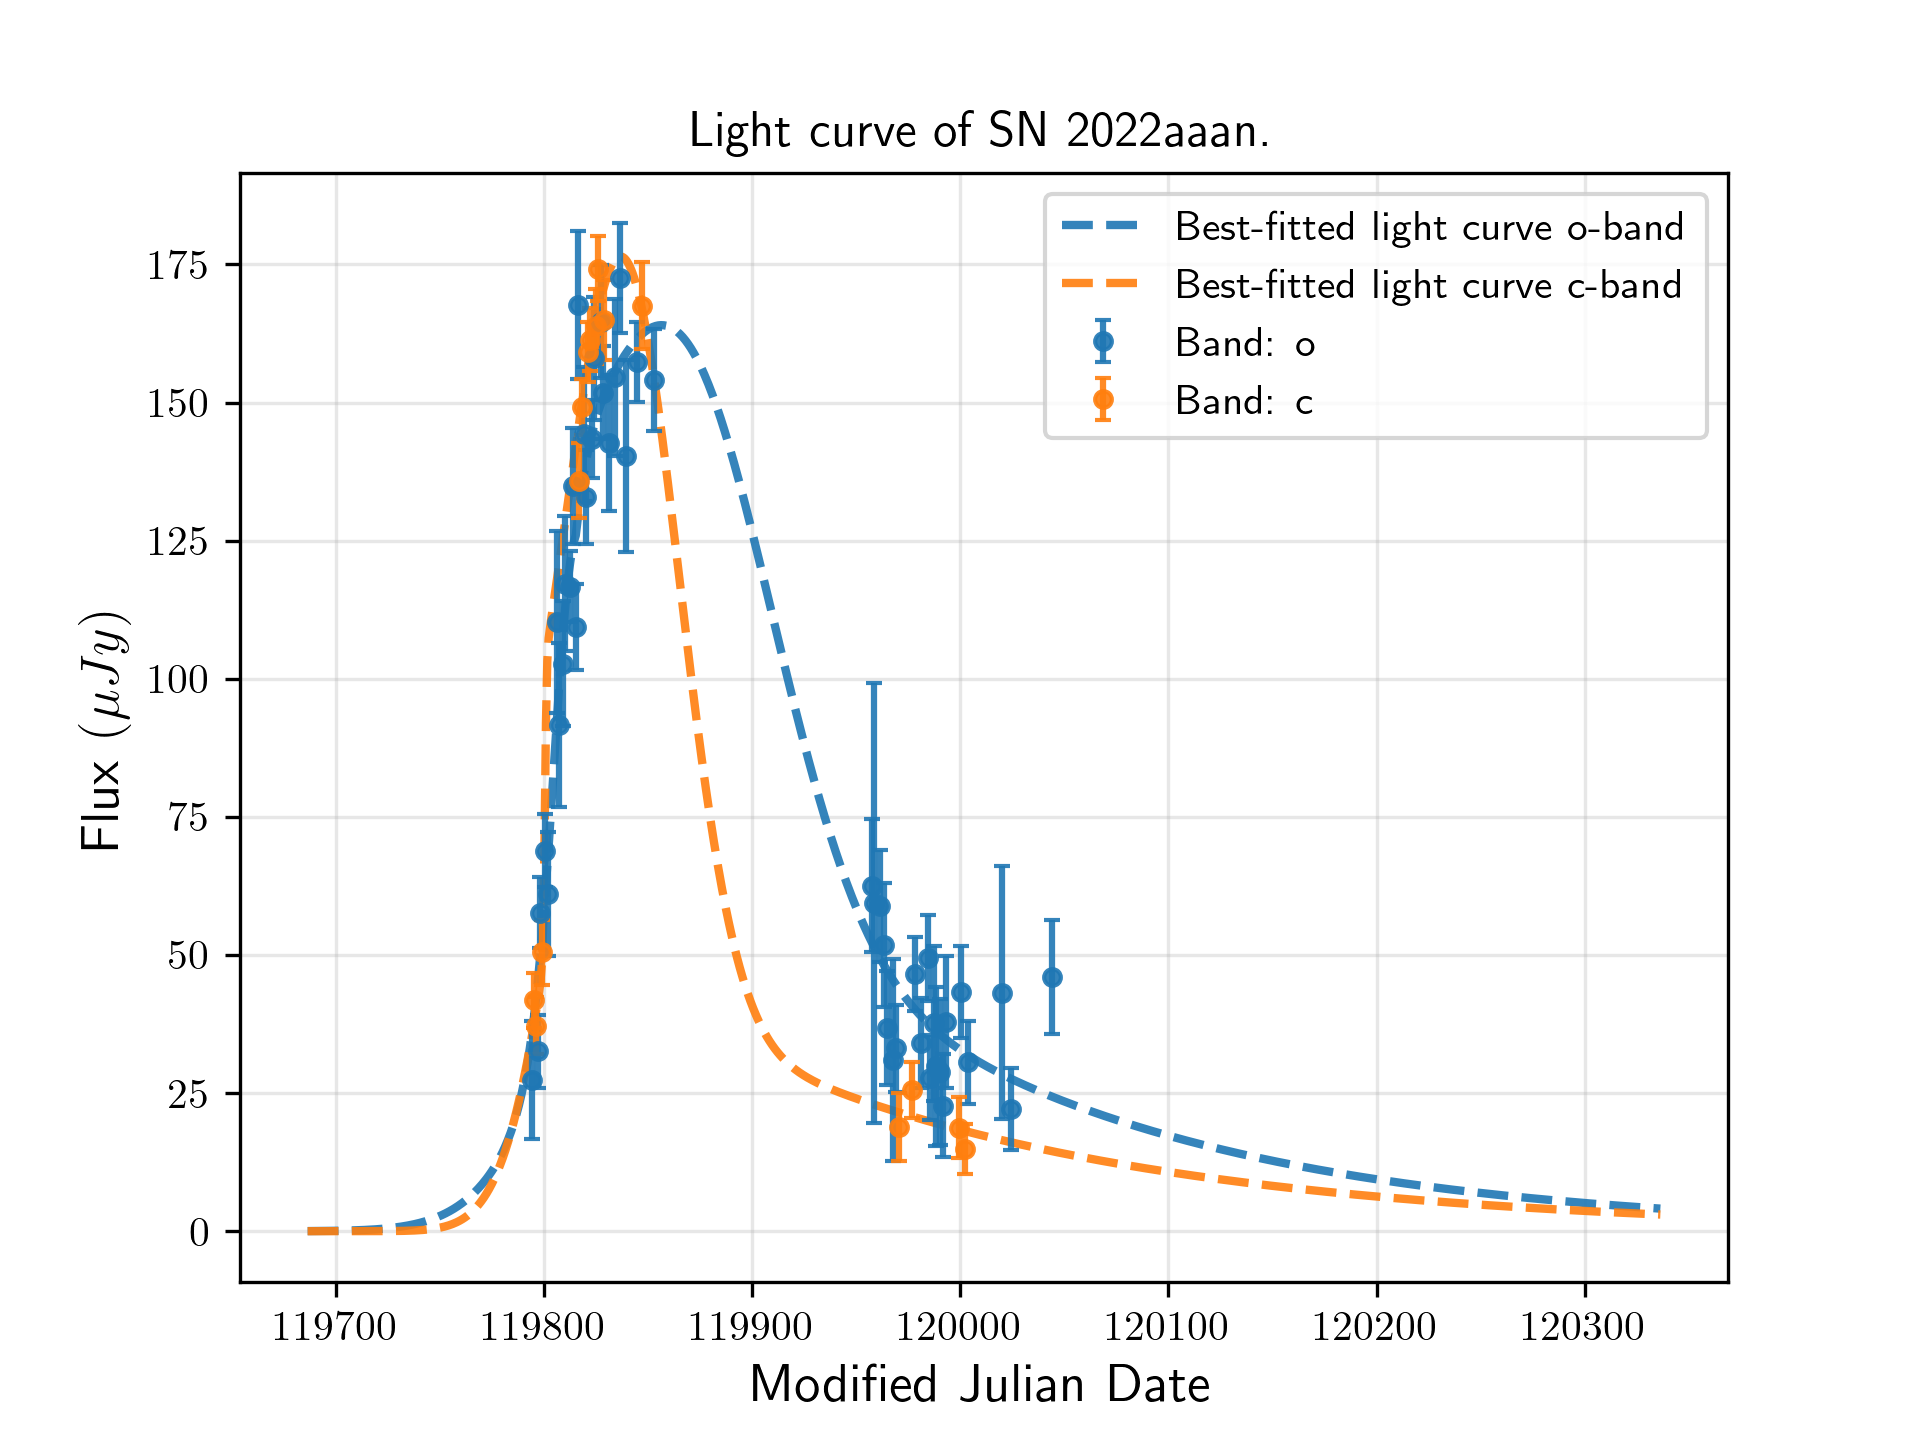 Light curve of SN 2022aaan.
Best-fitted light curve o-band
Best-fitted light curve c-band
Band: o
Band: c
Flux (μJy)
175
150
125
100
75
50
25
0
119700 119800 119900 120000 120100 120200 120300
Modified Julian Date